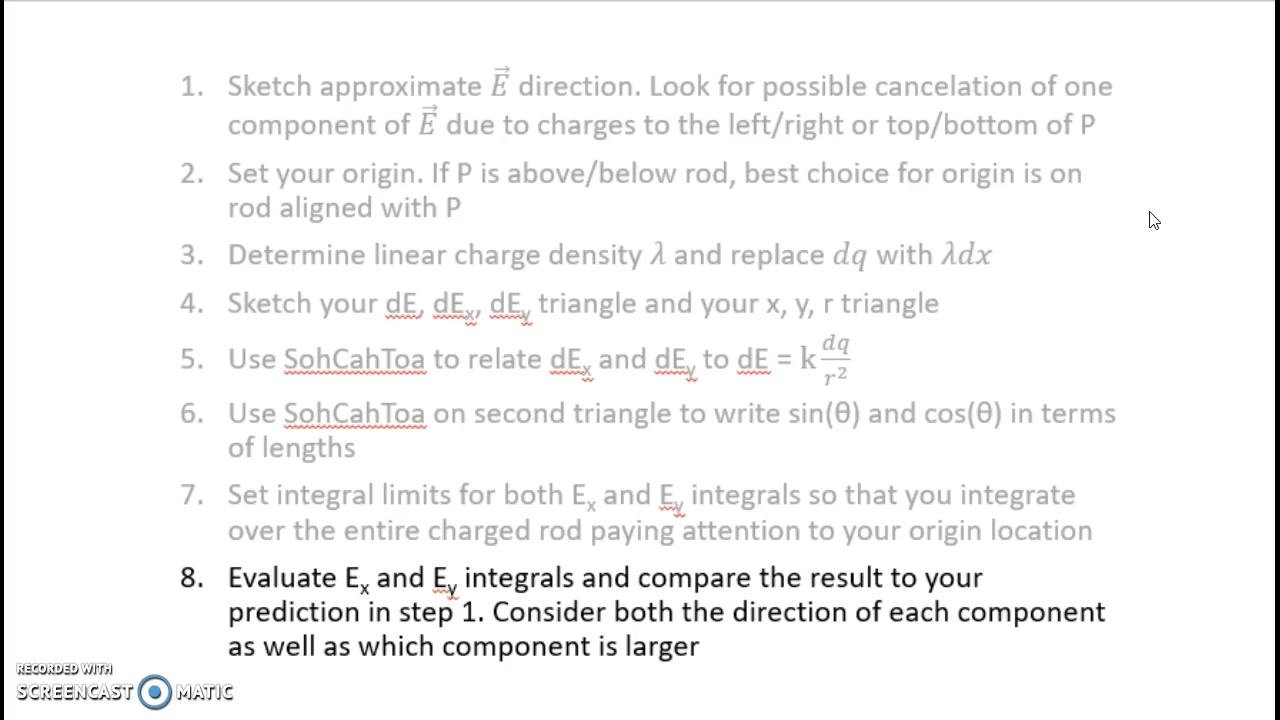 1. Sketch approximate E⃗ direction. Look for possible cancelation of one
component of E⃗ due to charges to the left/right or top/bottom of P
2. Set your origin. If P is above/below rod, best choice for origin is on
rod aligned with P
3. Determine linear charge density λ and replace dq with λdx
4. Sketch your dE, dEx, dEy triangle and your x, y, r triangle
5. Use SohCahToa to relate dEx and dEy to dE = k dq/r²
6. Use SohCahToa on second triangle to write sin(θ) and cos(θ) in terms
of lengths
7. Set integral limits for both Ex and Ey integrals so that you integrate
over the entire charged rod paying attention to your origin location
8. Evaluate Ex and Ey integrals and compare the result to your
prediction in step 1. Consider both the direction of each component
as well as which component is larger
RECORDED WITH
SCREENCAST MATIC